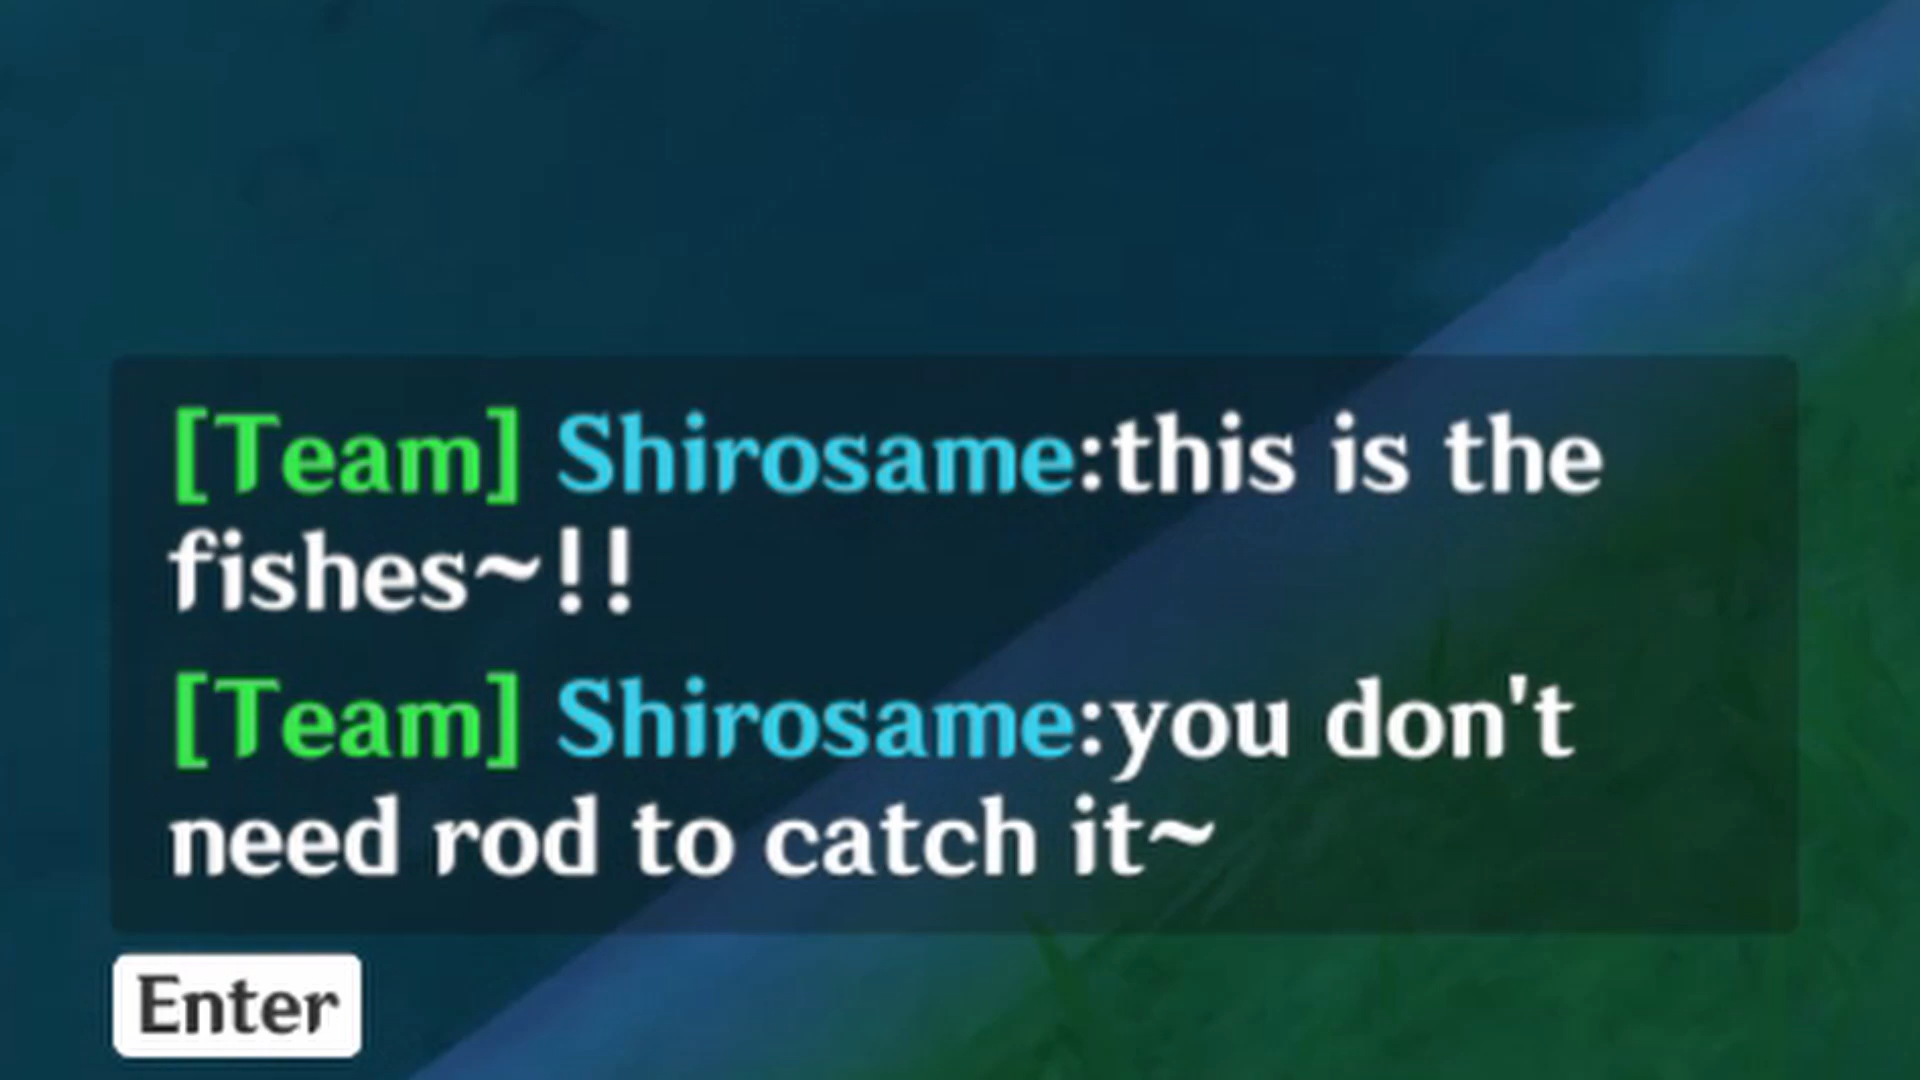 [Team] Shirosame:this is the
fishes~!!
[Team] Shirosame:you don't
need rod to catch it~
Enter